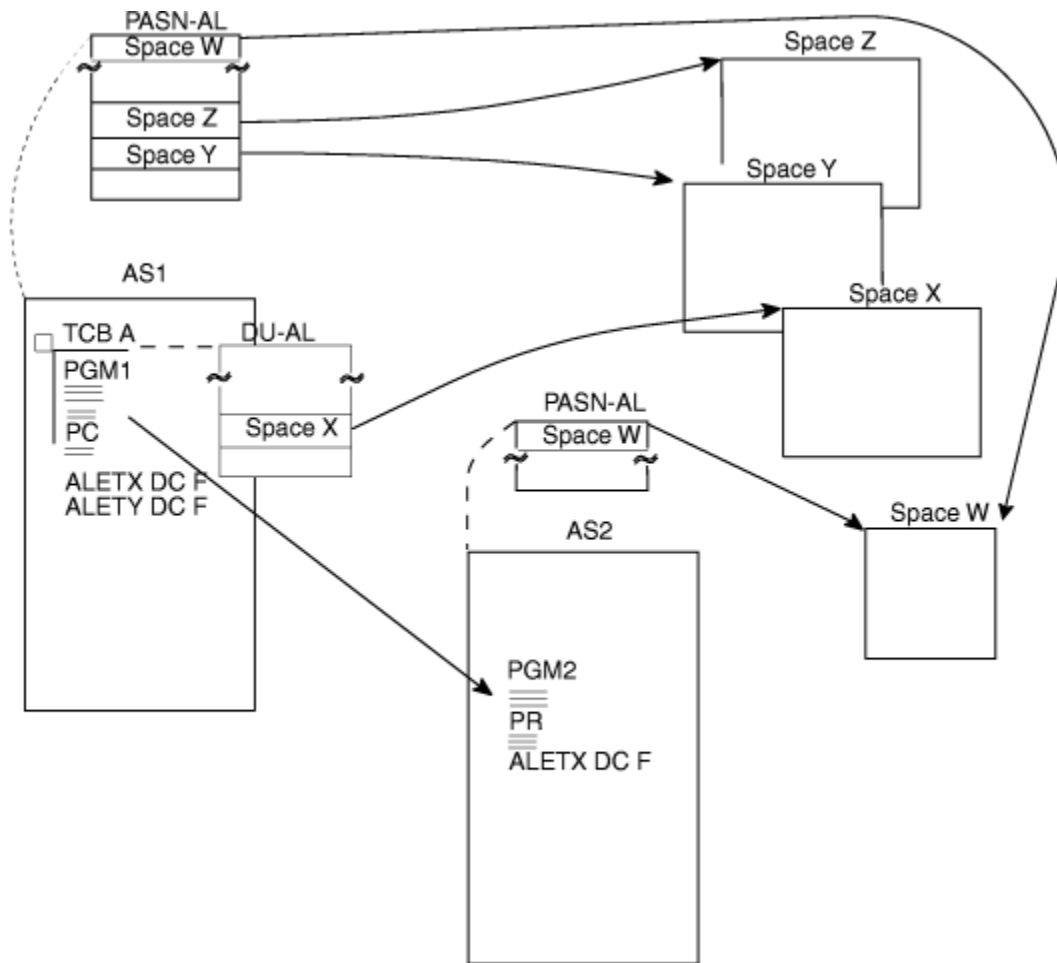 PASN-AL
Space W
Space Z
Space Y
Space Z
Space Y
Space X
AS1
TCB A
DU-AL
PGM1
PC
Space X
ALETX DC F
ALETY DC F
PASN-AL
Space W
Space W
AS2
PGM2
PR
ALETX DC F